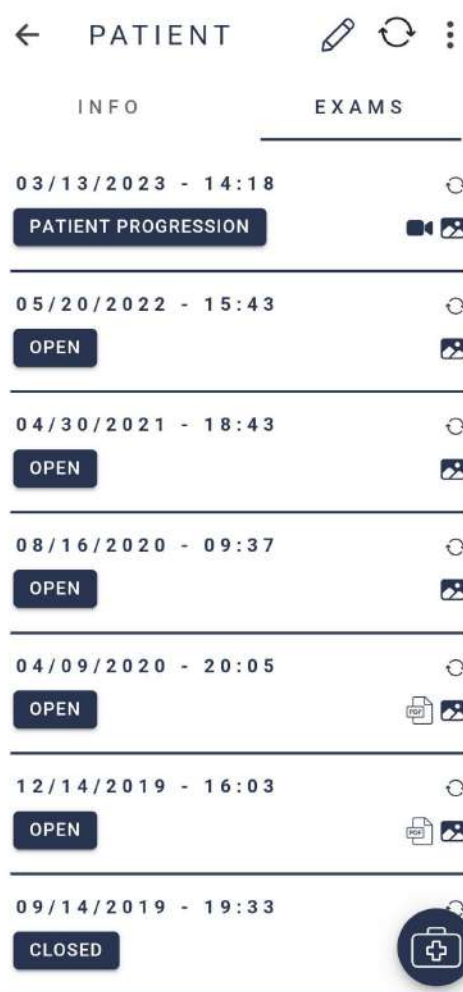 PATIENT
INFO EXAMS
03/13/2023 - 14:18
PATIENT PROGRESSION
05/20/2022 - 15:43
OPEN
04/30/2021 - 18:43
OPEN
08/16/2020 - 09:37
OPEN
04/09/2020 - 20:05
OPEN PDF
12/14/2019 - 16:03
OPEN PDF
09/14/2019 - 19:33
CLOSED